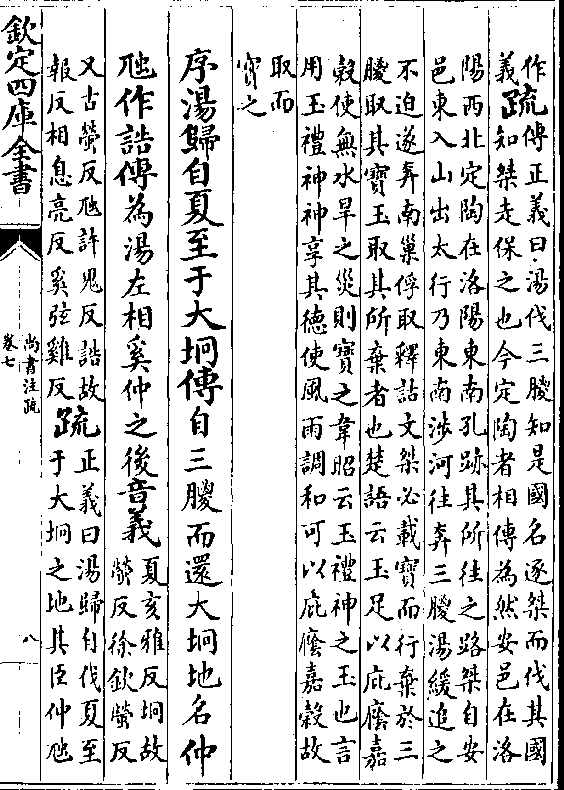 作
義疏傳正義曰湯伐三朡知是國名逐桀而伐其國
知桀走保之也今定陶者相傳為然安邑在洛
陽西北定陶在洛陽東南孔跡其所往之路桀自安
邑東入山出太行乃東南渉河往奔三朡湯緩追之
不迫遂奔南巢俘取釋詁文桀必載寶而行棄於三
朡取其寶玉取其所棄者也楚語云玉足以庇廕嘉
榖使無水旱之災則寶之韋昭云玉禮神之玉也言
用玉禮神神享其德使風雨調和可以庇廕嘉榖故
取而
寶之
序湯歸自夏至于大坰傳自三朡而還大坰地名仲
虺作誥傳為湯左相奚仲之後音義夏亥雅反坰故
螢反徐欽螢反
又古螢反虺許鬼反誥故
報反相息亮反奚弦雞反疏正義曰湯歸自伐夏至
于大坰之地其臣仲虺
欽定四庫全書
尚書注疏
卷七
八